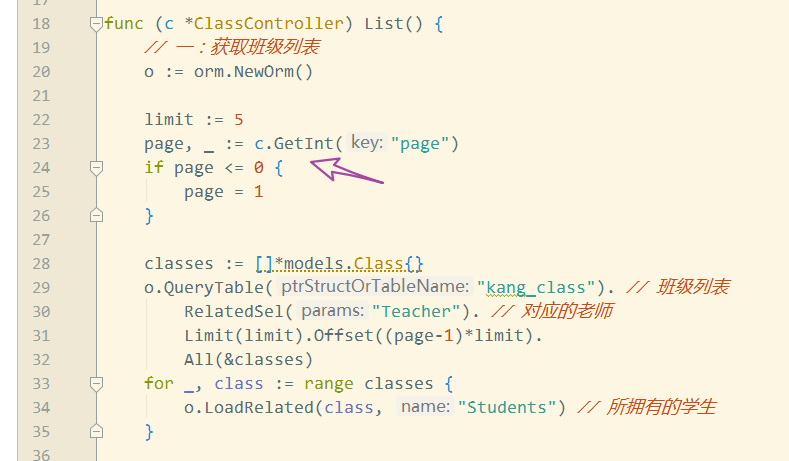 17
18 func (c *ClassController) List() {
19 // 一：获取班级列表
20 o := orm.NewOrm()
21
22 limit := 5
23 page, _ := c.GetInt( key: "page")
24 if page <= 0 {
25 page = 1
26 }
27
28 classes := []*models.Class{}
29 o.QueryTable( ptrStructOrTableName: "kang_class"). // 班级列表
30 RelatedSel( params: "Teacher"). // 对应的老师
31 Limit(limit).Offset((page-1)*limit).
32 All(&classes)
33 for _, class := range classes {
34 o.LoadRelated(class, name: "Students") // 所拥有的学生
35 }
36